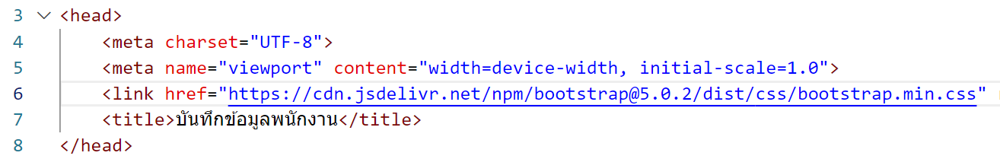 3 <head>
4 <meta charset="UTF-8">
5 <meta name="viewport" content="width=device-width, initial-scale=1.0">
6 <link href="https://cdn.jsdelivr.net/npm/bootstrap@5.0.2/dist/css/bootstrap.min.css"
7 <title>บันทึกข้อมูลพนักงาน</title>
8 </head>